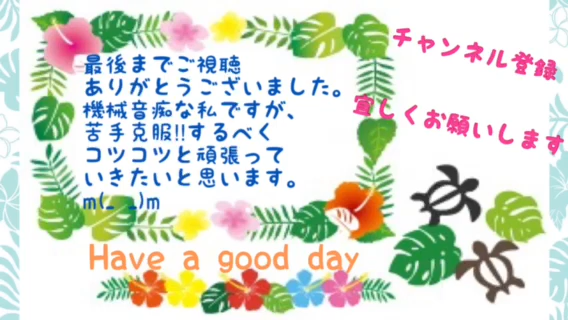 最後までご視聴
ありがとうございました。
機械音痴な私ですが、
苦手克服!!するべく
コツコツと頑張って
いきたいと思います。
m(_ _)m
チャンネル登録
宜しくお願いします
Have a good day